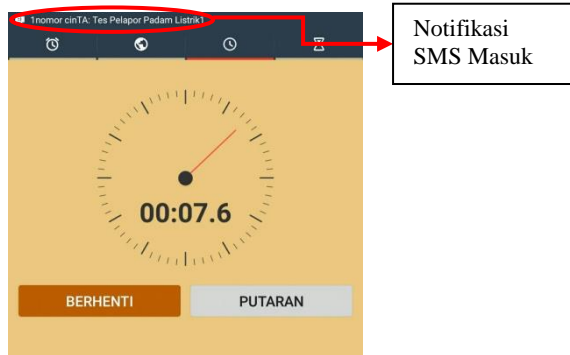 1nomor cinTA: Tes Pelapor Padam Listrik1
Notifikasi
SMS Masuk
00:07.6
BERHENTI PUTARAN